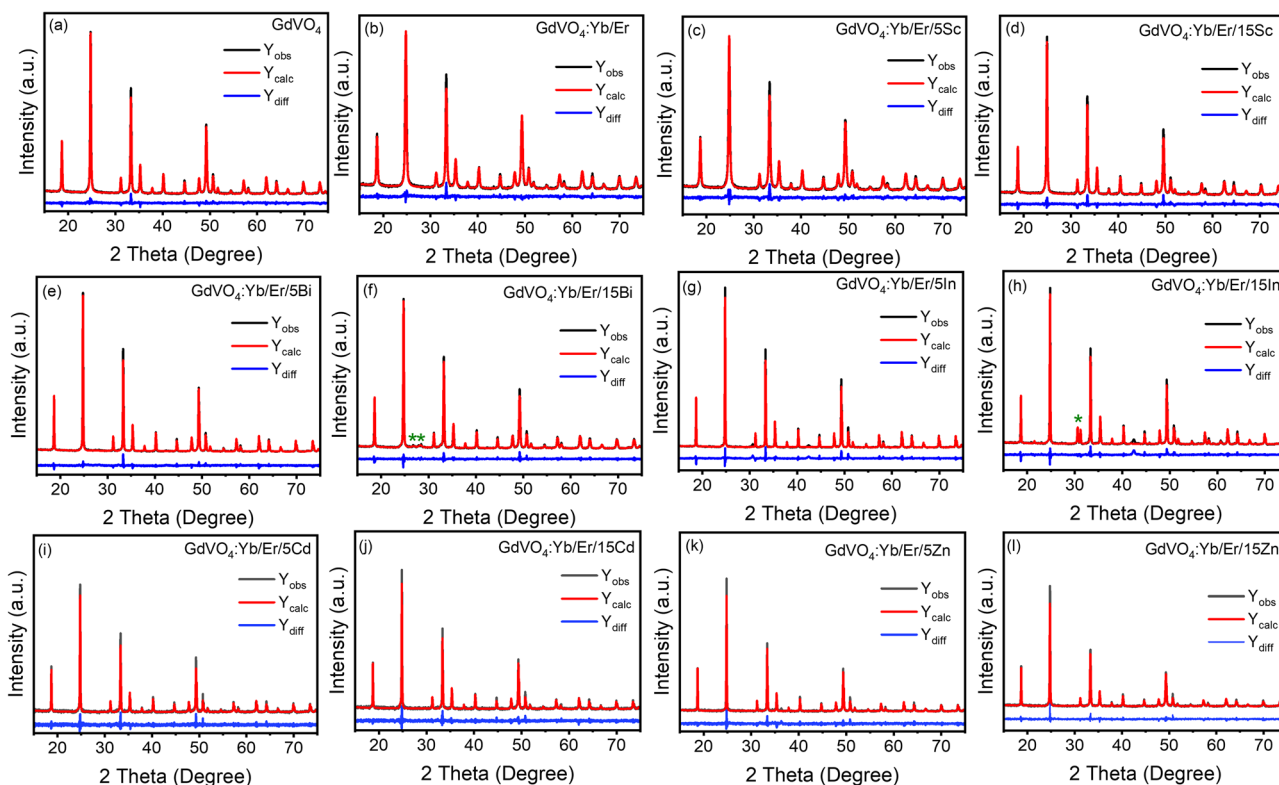 (a)
GdVO4
Yobs
Ycalc
Ydiff
Intensity (a.u.)
20 30 40 50 60 70
2 Theta (Degree)
(b)
GdVO4:Yb/Er
Yobs
Ycalc
Ydiff
Intensity (a.u.)
20 30 40 50 60 70
2 Theta (Degree)
(c)
GdVO4:Yb/Er/5Sc
Yobs
Ycalc
Ydiff
Intensity (a.u.)
20 30 40 50 60 70
2 Theta (Degree)
(d)
GdVO4:Yb/Er/15Sc
Yobs
Ycalc
Ydiff
Intensity (a.u.)
20 30 40 50 60 70
2 Theta (Degree)
(e)
GdVO4:Yb/Er/5Bi
Yobs
Ycalc
Ydiff
Intensity (a.u.)
20 30 40 50 60 70
2 Theta (Degree)
(f)
GdVO4:Yb/Er/15Bi
Yobs
Ycalc
Ydiff
**
Intensity (a.u.)
20 30 40 50 60 70
2 Theta (Degree)
(g)
GdVO4:Yb/Er/5In
Yobs
Ycalc
Ydiff
Intensity (a.u.)
20 30 40 50 60 70
2 Theta (Degree)
(h)
GdVO4:Yb/Er/15In
Yobs
Ycalc
Ydiff
*
Intensity (a.u.)
20 30 40 50 60 70
2 Theta (Degree)
(i)
GdVO4:Yb/Er/5Cd
Yobs
Ycalc
Ydiff
Intensity (a.u.)
20 30 40 50 60 70
2 Theta (Degree)
(j)
GdVO4:Yb/Er/15Cd
Yobs
Ycalc
Ydiff
Intensity (a.u.)
20 30 40 50 60 70
2 Theta (Degree)
(k)
GdVO4:Yb/Er/5Zn
Yobs
Ycalc
Ydiff
Intensity (a.u.)
20 30 40 50 60 70
2 Theta (Degree)
(l)
GdVO4:Yb/Er/15Zn
Yobs
Ycalc
Ydiff
Intensity (a.u.)
20 30 40 50 60 70
2 Theta (Degree)